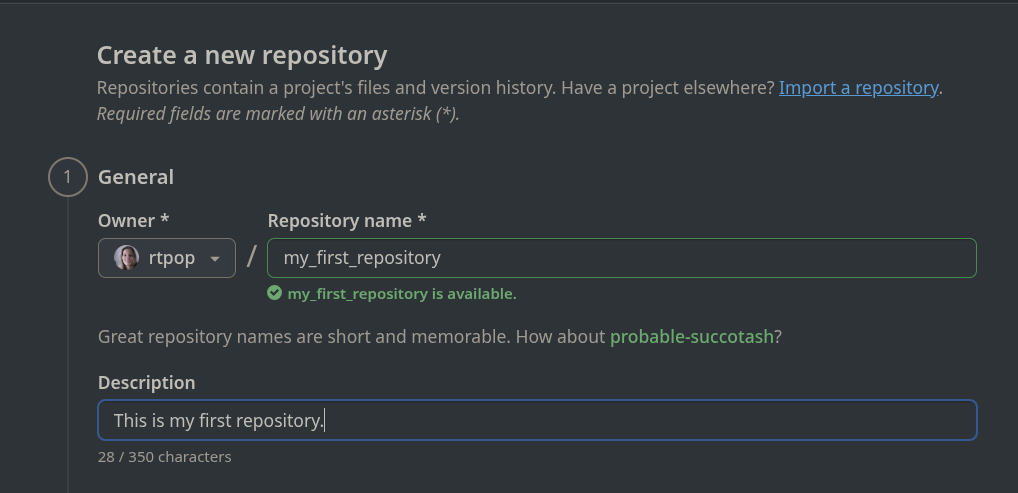 Create a new repository
Repositories contain a project's files and version history. Have a project elsewhere? Import a repository.
Required fields are marked with an asterisk (*).
1 General
Owner * Repository name *
rtpop / my_first_repository
my_first_repository is available.
Great repository names are short and memorable. How about probable-succotash?
Description
This is my first repository.
28 / 350 characters